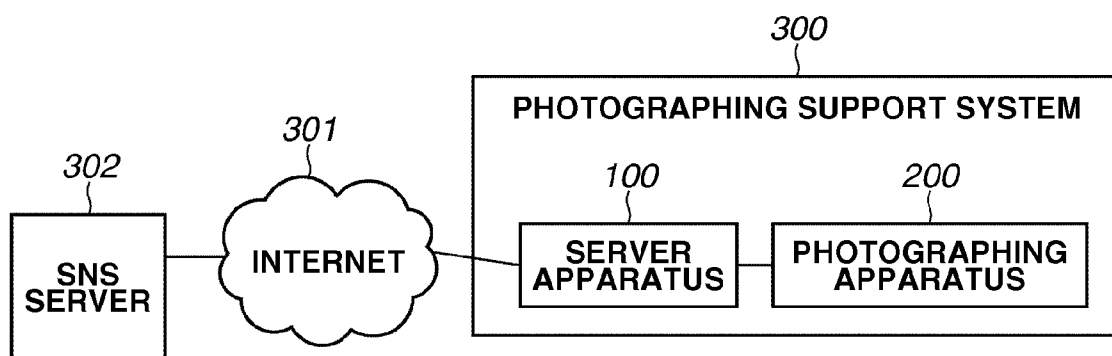 300
PHOTOGRAPHING SUPPORT SYSTEM
301
302
100
200
SNS
SERVER
INTERNET
SERVER
APPARATUS
PHOTOGRAPHING
APPARATUS